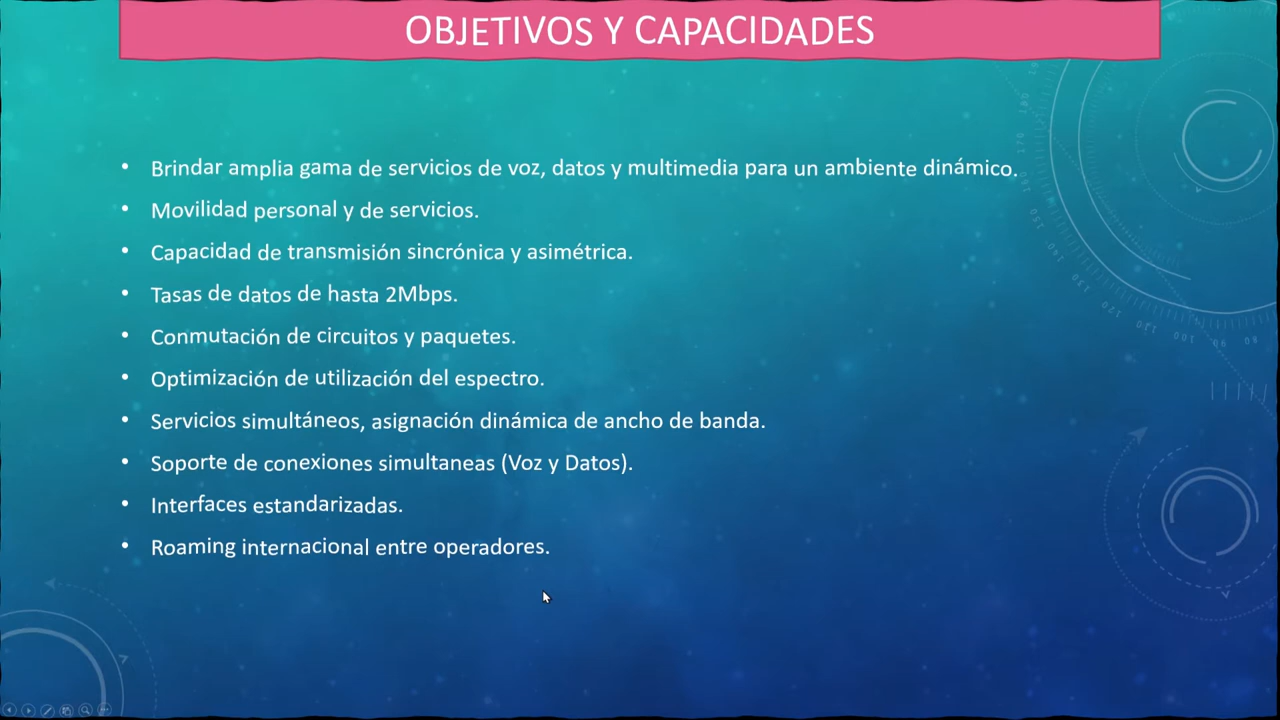 OBJETIVOS Y CAPACIDADES
• Brindar amplia gama de servicios de voz, datos y multimedia para un ambiente dinámico.
• Movilidad personal y de servicios.
• Capacidad de transmisión sincrónica y asimétrica.
• Tasas de datos de hasta 2Mbps.
• Conmutación de circuitos y paquetes.
• Optimización de utilización del espectro.
• Servicios simultáneos, asignación dinámica de ancho de banda.
• Soporte de conexiones simultaneas (Voz y Datos).
• Interfaces estandarizadas.
• Roaming internacional entre operadores.